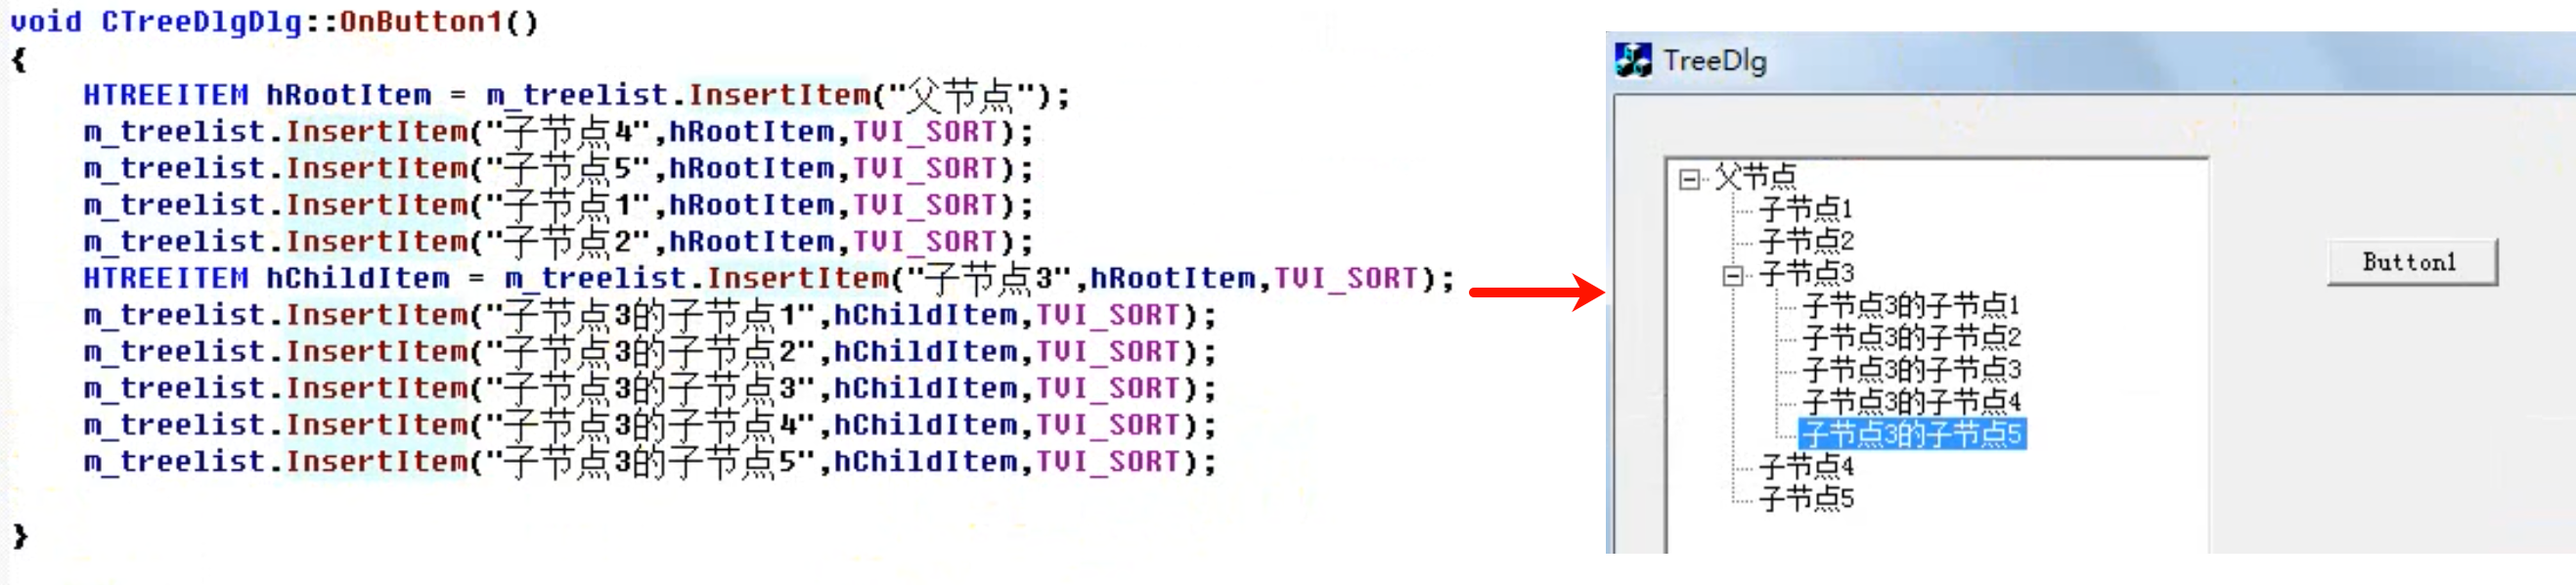 void CTreeDlgDlg::OnButton1()
{
HTREEITEM hRootItem = m_treelist.InsertItem("父节点");
m_treelist.InsertItem("子节点4",hRootItem,TVI_SORT);
m_treelist.InsertItem("子节点5",hRootItem,TVI_SORT);
m_treelist.InsertItem("子节点1",hRootItem,TVI_SORT);
m_treelist.InsertItem("子节点2",hRootItem,TVI_SORT);
HTREEITEM hChildItem = m_treelist.InsertItem("子节点3",hRootItem,TVI_SORT);
m_treelist.InsertItem("子节点3的子节点1",hChildItem,TVI_SORT);
m_treelist.InsertItem("子节点3的子节点2",hChildItem,TVI_SORT);
m_treelist.InsertItem("子节点3的子节点3",hChildItem,TVI_SORT);
m_treelist.InsertItem("子节点3的子节点4",hChildItem,TVI_SORT);
m_treelist.InsertItem("子节点3的子节点5",hChildItem,TVI_SORT);
}
TreeDlg
父节点
子节点1
子节点2
子节点3
子节点3的子节点1
子节点3的子节点2
子节点3的子节点3
子节点3的子节点4
子节点3的子节点5
子节点4
子节点5
Button1